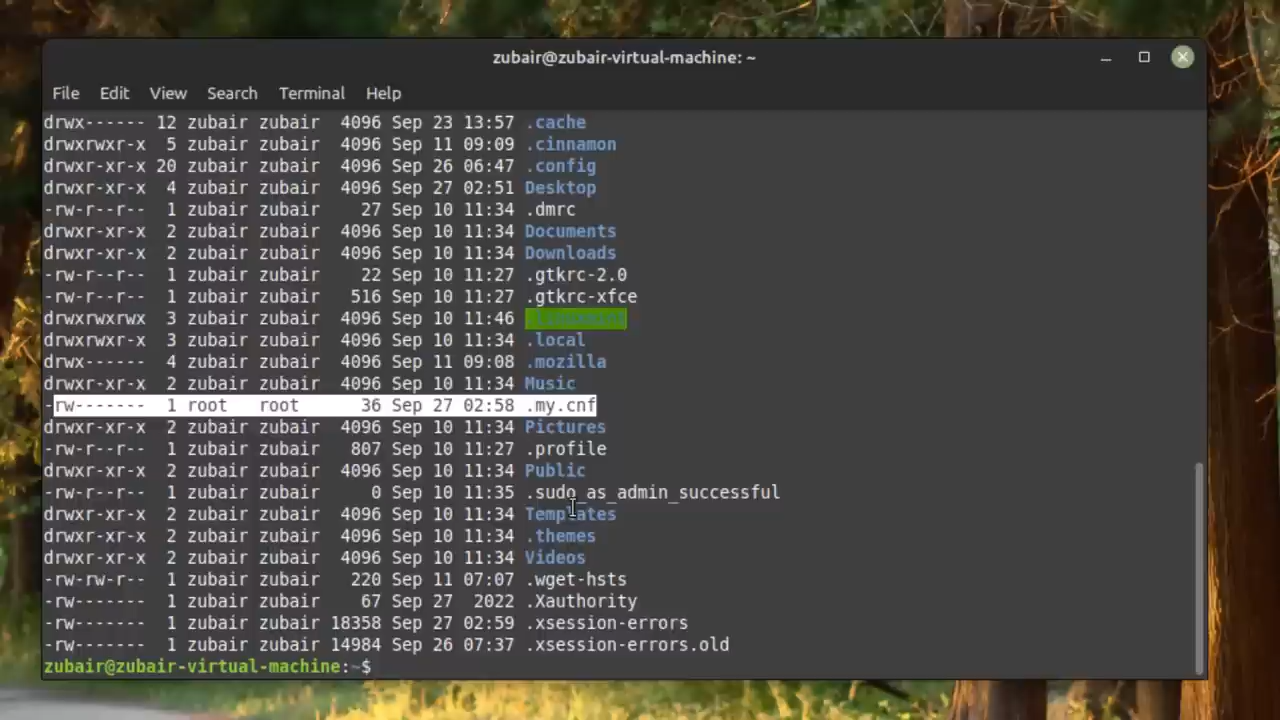 zubair@zubair-virtual-machine: ~
File Edit View Search Terminal Help
drwx------ 12 zubair zubair 4096 Sep 23 13:57 .cache
drwxrwxr-x 5 zubair zubair 4096 Sep 11 09:09 .cinnamon
drwxr-xr-x 20 zubair zubair 4096 Sep 26 06:47 .config
drwxr-xr-x 4 zubair zubair 4096 Sep 27 02:51 Desktop
-rw-r--r-- 1 zubair zubair 27 Sep 10 11:34 .dmrc
drwxr-xr-x 2 zubair zubair 4096 Sep 10 11:34 Documents
drwxr-xr-x 2 zubair zubair 4096 Sep 10 11:34 Downloads
-rw-r--r-- 1 zubair zubair 22 Sep 10 11:27 .gtkrc-2.0
-rw-r--r-- 1 zubair zubair 516 Sep 10 11:27 .gtkrc-xfce
drwxrwxrwx 3 zubair zubair 4096 Sep 10 11:46
drwxrwxr-x 3 zubair zubair 4096 Sep 10 11:34 .local
drwx------ 4 zubair zubair 4096 Sep 11 09:08 .mozilla
drwxr-xr-x 2 zubair zubair 4096 Sep 10 11:34 Music
-rw------- 1 root root 36 Sep 27 02:58 .my.cnf
drwxr-xr-x 2 zubair zubair 4096 Sep 10 11:34 Pictures
-rw-r--r-- 1 zubair zubair 807 Sep 10 11:27 .profile
drwxr-xr-x 2 zubair zubair 4096 Sep 10 11:34 Public
-rw-r--r-- 1 zubair zubair 0 Sep 10 11:35 .sudo_as_admin_successful
drwxr-xr-x 2 zubair zubair 4096 Sep 10 11:34 Templates
drwxr-xr-x 2 zubair zubair 4096 Sep 10 11:34 .themes
drwxr-xr-x 2 zubair zubair 4096 Sep 10 11:34 Videos
-rw-rw-r-- 1 zubair zubair 220 Sep 11 07:07 .wget-hsts
-rw------- 1 zubair zubair 67 Sep 27 2022 .Xauthority
-rw------- 1 zubair zubair 18358 Sep 27 02:59 .xsession-errors
-rw------- 1 zubair zubair 14984 Sep 26 07:37 .xsession-errors.old
zubair@zubair-virtual-machine:~$